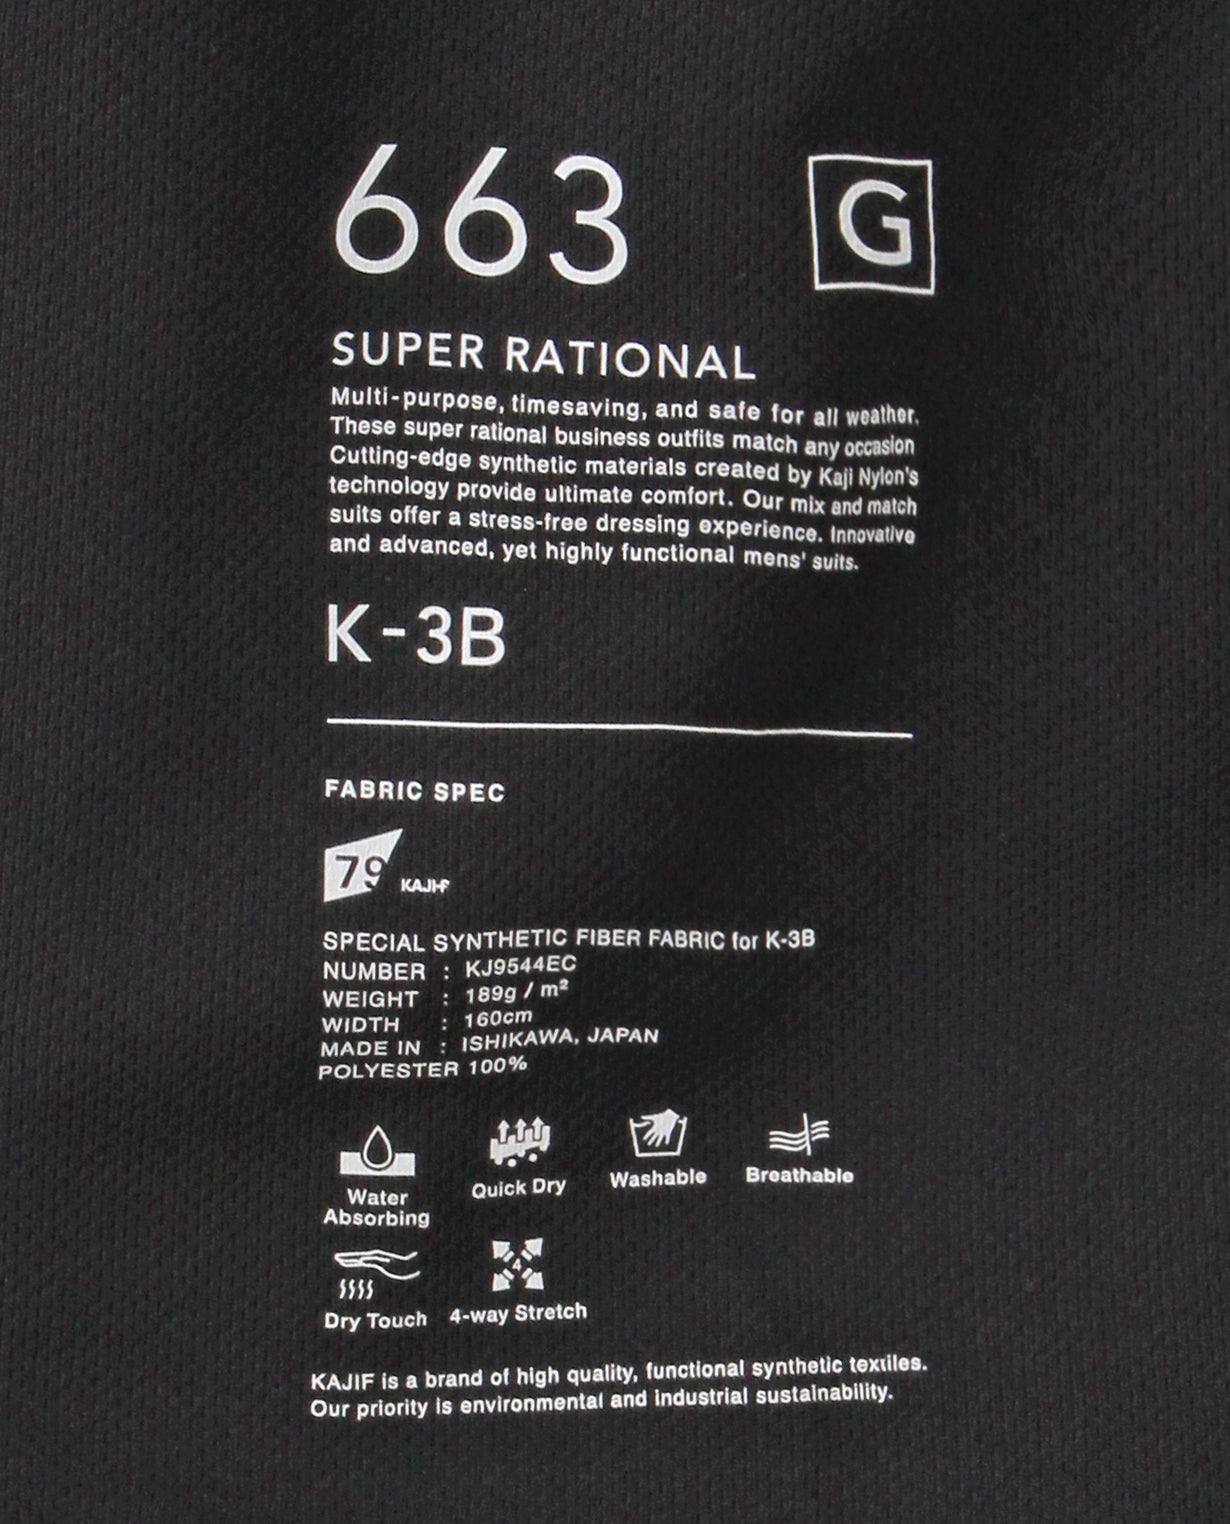 663
G
SUPER RATIONAL
Multi-purpose, timesaving, and safe for all weather.
These super rational business outfits match any occasion
Cutting-edge synthetic materials created by Kaji Nylon's
technology provide ultimate comfort. Our mix and match
suits offer a stress-free dressing experience. Innovative
and advanced, yet highly functional mens' suits.
K-3B
FABRIC SPEC
79 KAJIF
SPECIAL SYNTHETIC FIBER FABRIC for K-3B
NUMBER : KJ9544EC
WEIGHT : 189g / m²
WIDTH : 160cm
MADE IN : ISHIKAWA, JAPAN
POLYESTER 100%
Water Absorbing
Quick Dry
Washable
Breathable
Dry Touch
4
4-way Stretch
KAJIF is a brand of high quality, functional synthetic textiles.
Our priority is environmental and industrial sustainability.